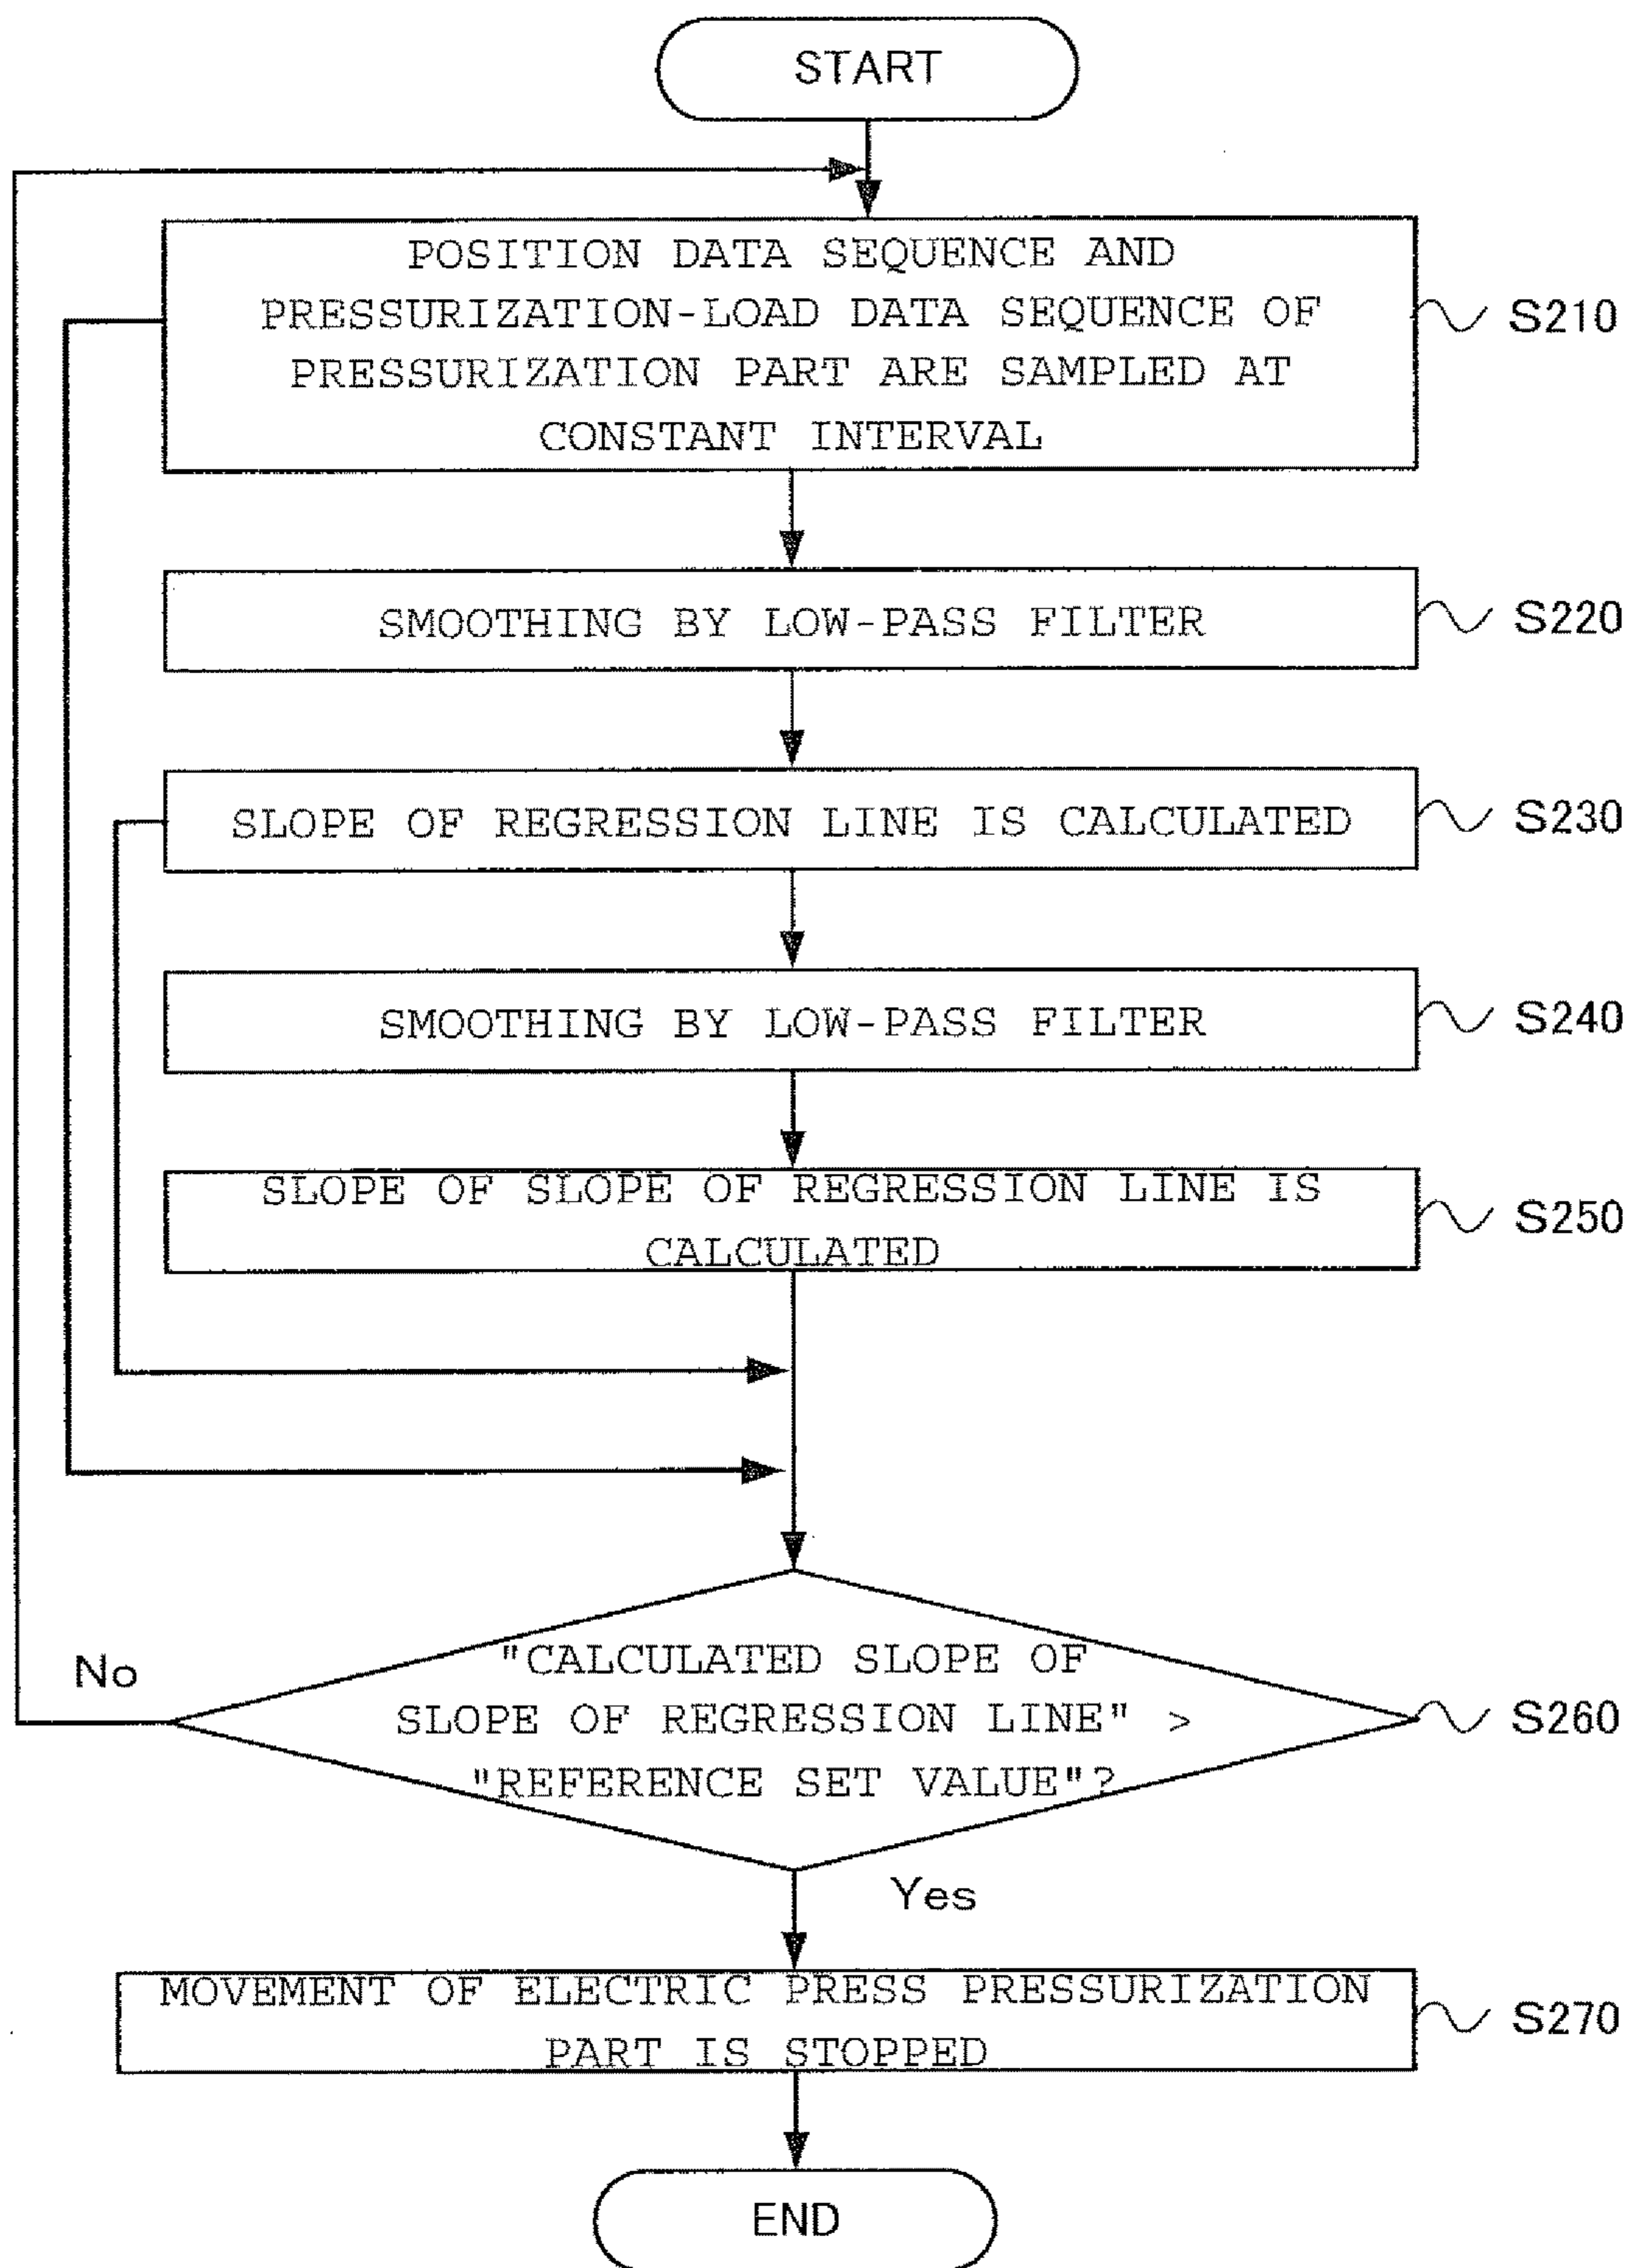 START
POSITION DATA SEQUENCE AND
PRESSURIZATION-LOAD DATA SEQUENCE OF
PRESSURIZATION PART ARE SAMPLED AT
CONSTANT INTERVAL
S210
SMOOTHING BY LOW-PASS FILTER
S220
SLOPE OF REGRESSION LINE IS CALCULATED
S230
SMOOTHING BY LOW-PASS FILTER
S240
SLOPE OF SLOPE OF REGRESSION LINE IS
CALCULATED
S250
"CALCULATED SLOPE OF
SLOPE OF REGRESSION LINE" >
"REFERENCE SET VALUE"?
S260
No
Yes
MOVEMENT OF ELECTRIC PRESS PRESSURIZATION
PART IS STOPPED
S270
END